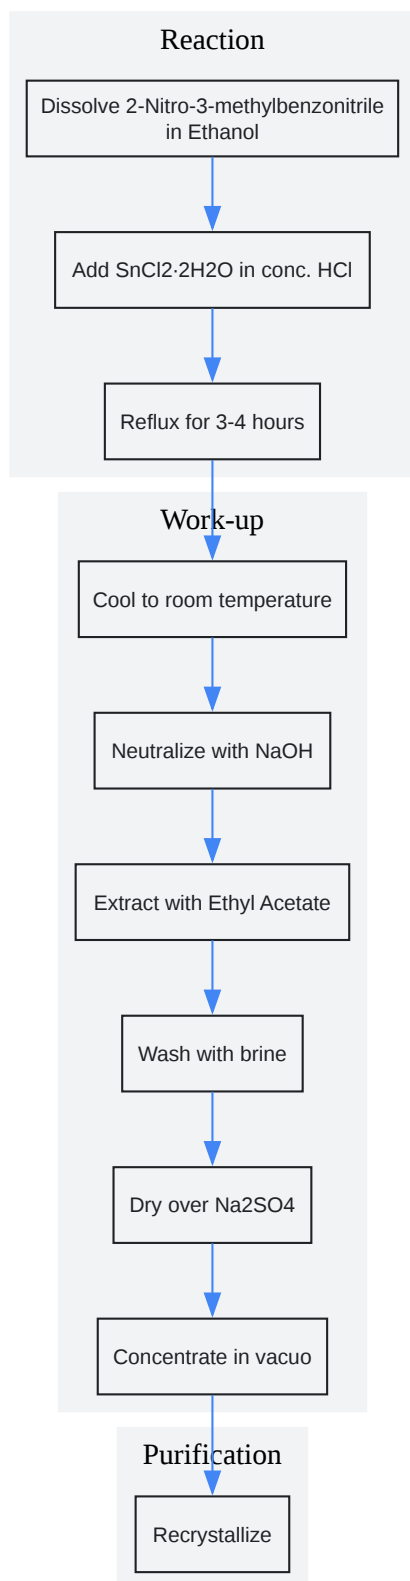 Reaction
Dissolve 2-Nitro-3-methylbenzonitrile
in Ethanol
Add SnCl2·2H2O in conc. HCl
Reflux for 3-4 hours
Work-up
Cool to room temperature
Neutralize with NaOH
Extract with Ethyl Acetate
Wash with brine
Dry over Na2SO4
Concentrate in vacuo
Purification
Recrystallize